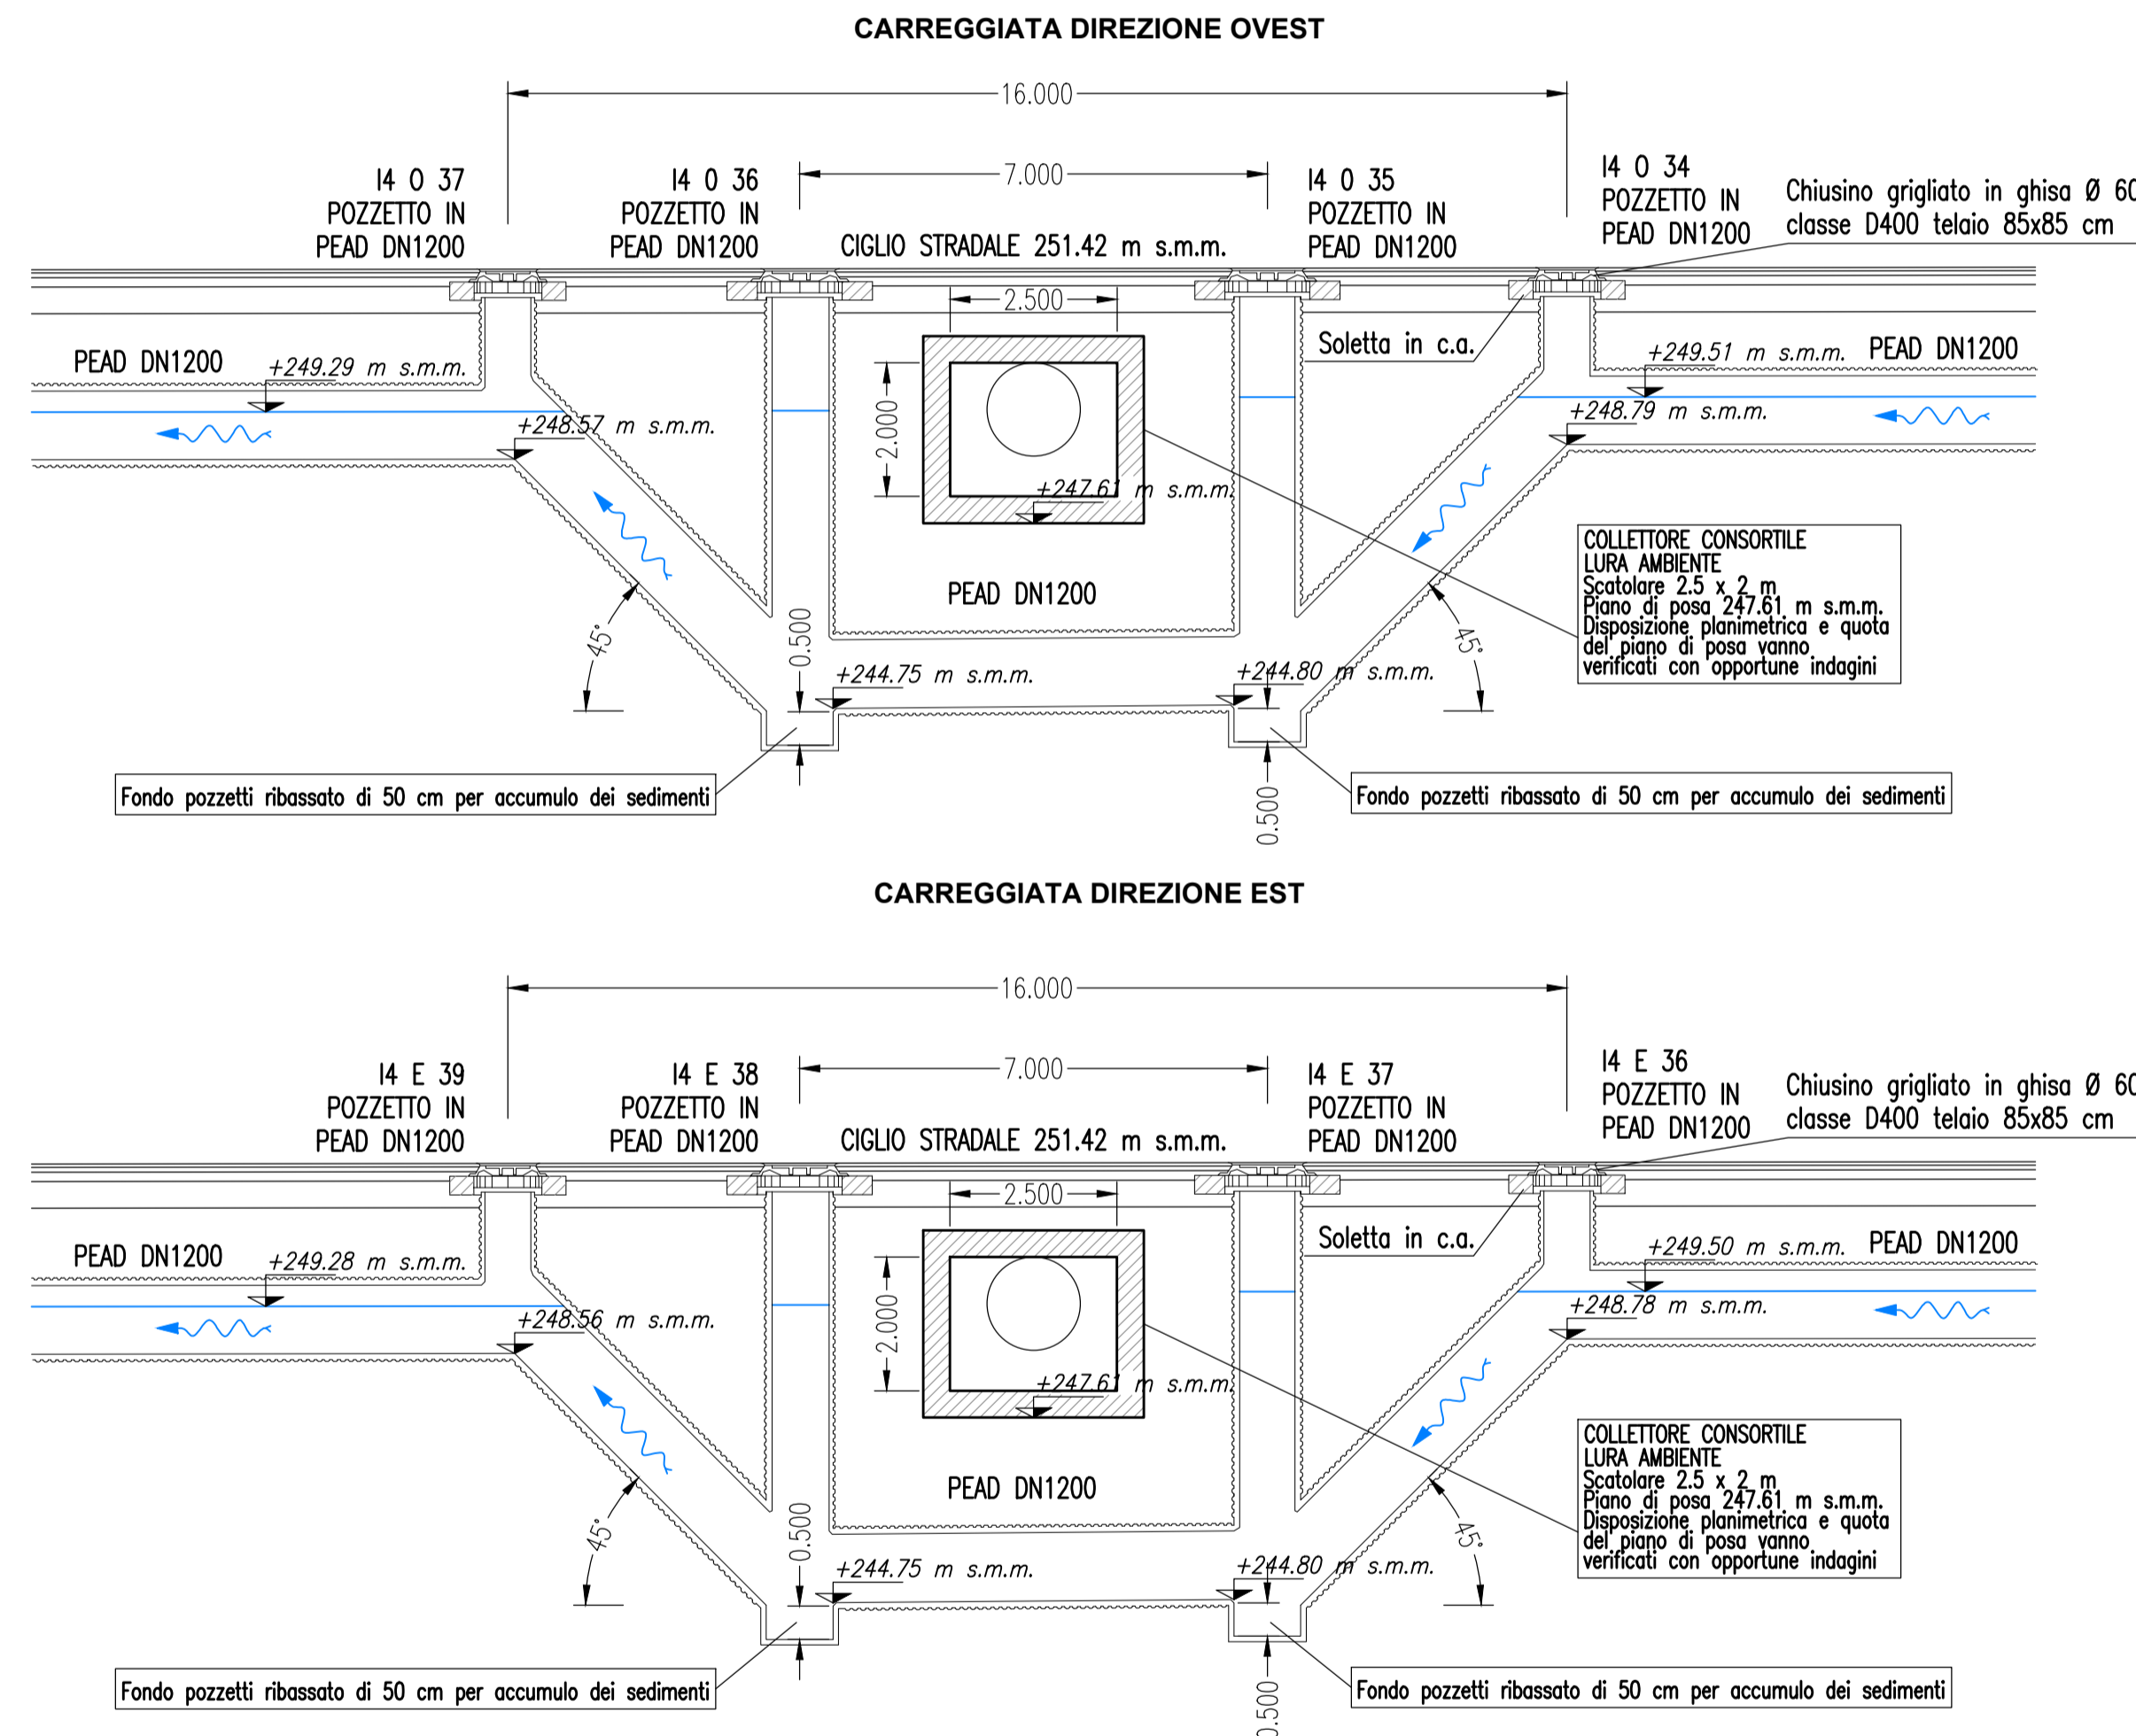 CARREGGIATA DIREZIONE OVEST
16.000
7.000
I4 O 37
POZZETTO IN
PEAD DN1200
I4 O 36
POZZETTO IN
PEAD DN1200
CIGLIO STRADALE 251.42 m s.m.m.
I4 O 35
POZZETTO IN
PEAD DN1200
I4 O 34
POZZETTO IN
PEAD DN1200
Chiusino grigliato in ghisa Ø 60
classe D400 telaio 85x85 cm
2.500
Soletta in c.a.
PEAD DN1200
+249.29 m s.m.m.
+249.51 m s.m.m.
PEAD DN1200
+248.57 m s.m.m.
2.000
+248.79 m s.m.m.
+247.61 m s.m.m.
COLLETTORE CONSORTILE
LURA AMBIENTE
Scatolare 2.5 x 2 m
Piano di posa 247.61 m s.m.m.
Disposizione planimetrica e quota
del piano di posa vanno
verificati con opportune indagini
PEAD DN1200
45°
0.500
45°
+244.75 m s.m.m.
+244.80 m s.m.m.
Fondo pozzetti ribassato di 50 cm per accumulo dei sedimenti
0.500
Fondo pozzetti ribassato di 50 cm per accumulo dei sedimenti
CARREGGIATA DIREZIONE EST
16.000
7.000
I4 E 39
POZZETTO IN
PEAD DN1200
I4 E 38
POZZETTO IN
PEAD DN1200
CIGLIO STRADALE 251.42 m s.m.m.
I4 E 37
POZZETTO IN
PEAD DN1200
I4 E 36
POZZETTO IN
PEAD DN1200
Chiusino grigliato in ghisa Ø 60
classe D400 telaio 85x85 cm
2.500
Soletta in c.a.
PEAD DN1200
+249.28 m s.m.m.
+249.50 m s.m.m.
PEAD DN1200
+248.56 m s.m.m.
2.000
+248.78 m s.m.m.
+247.61 m s.m.m.
COLLETTORE CONSORTILE
LURA AMBIENTE
Scatolare 2.5 x 2 m
Piano di posa 247.61 m s.m.m.
Disposizione planimetrica e quota
del piano di posa vanno
verificati con opportune indagini
PEAD DN1200
45°
0.500
45°
+244.75 m s.m.m.
+244.80 m s.m.m.
Fondo pozzetti ribassato di 50 cm per accumulo dei sedimenti
0.500
Fondo pozzetti ribassato di 50 cm per accumulo dei sedimenti